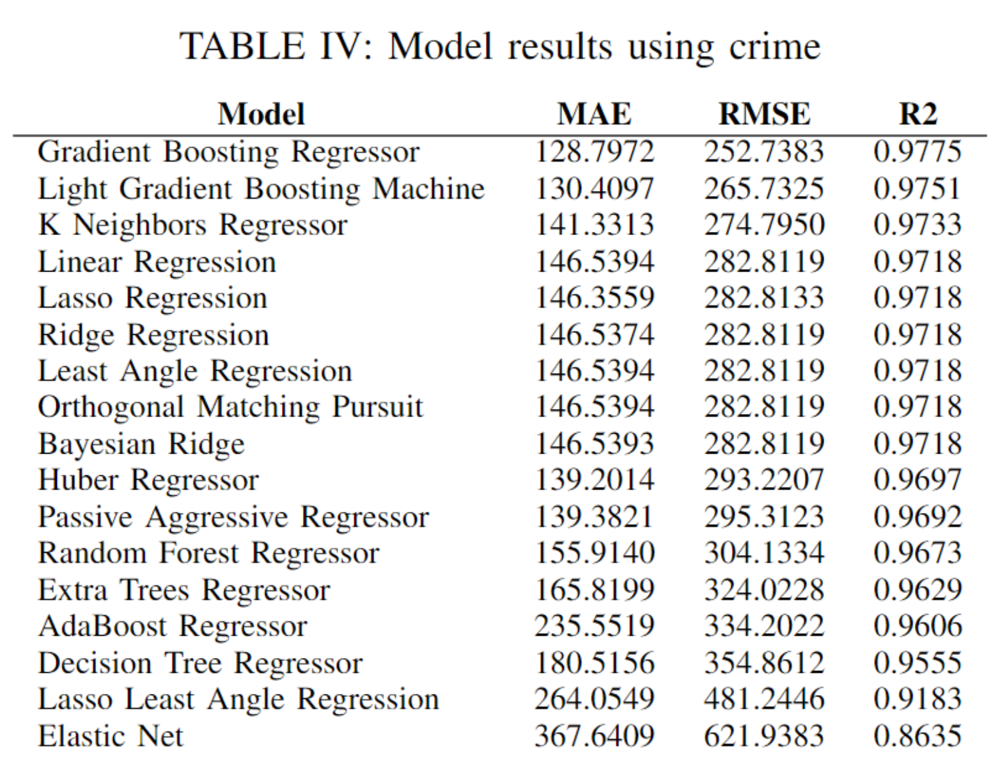 TABLE IV: Model results using crime
Model MAE RMSE R2
Gradient Boosting Regressor 128.7972 252.7383 0.9775
Light Gradient Boosting Machine 130.4097 265.7325 0.9751
K Neighbors Regressor 141.3313 274.7950 0.9733
Linear Regression 146.5394 282.8119 0.9718
Lasso Regression 146.3559 282.8133 0.9718
Ridge Regression 146.5374 282.8119 0.9718
Least Angle Regression 146.5394 282.8119 0.9718
Orthogonal Matching Pursuit 146.5394 282.8119 0.9718
Bayesian Ridge 146.5393 282.8119 0.9718
Huber Regressor 139.2014 293.2207 0.9697
Passive Aggressive Regressor 139.3821 295.3123 0.9692
Random Forest Regressor 155.9140 304.1334 0.9673
Extra Trees Regressor 165.8199 324.0228 0.9629
AdaBoost Regressor 235.5519 334.2022 0.9606
Decision Tree Regressor 180.5156 354.8612 0.9555
Lasso Least Angle Regression 264.0549 481.2446 0.9183
Elastic Net 367.6409 621.9383 0.8635